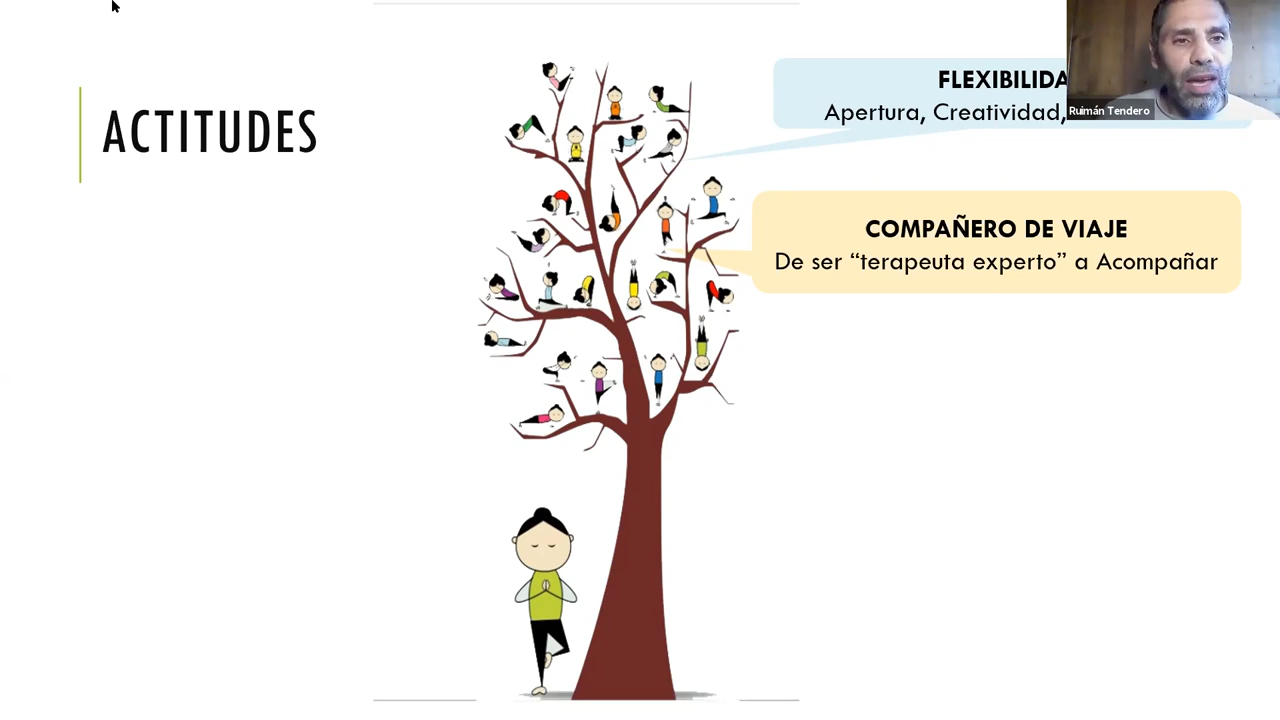 ACTITUDES
FLEXIBILIDA
Apertura, Creatividad,
Ruimán Tendero
COMPAÑERO DE VIAJE
De ser “terapeuta experto” a Acompañar